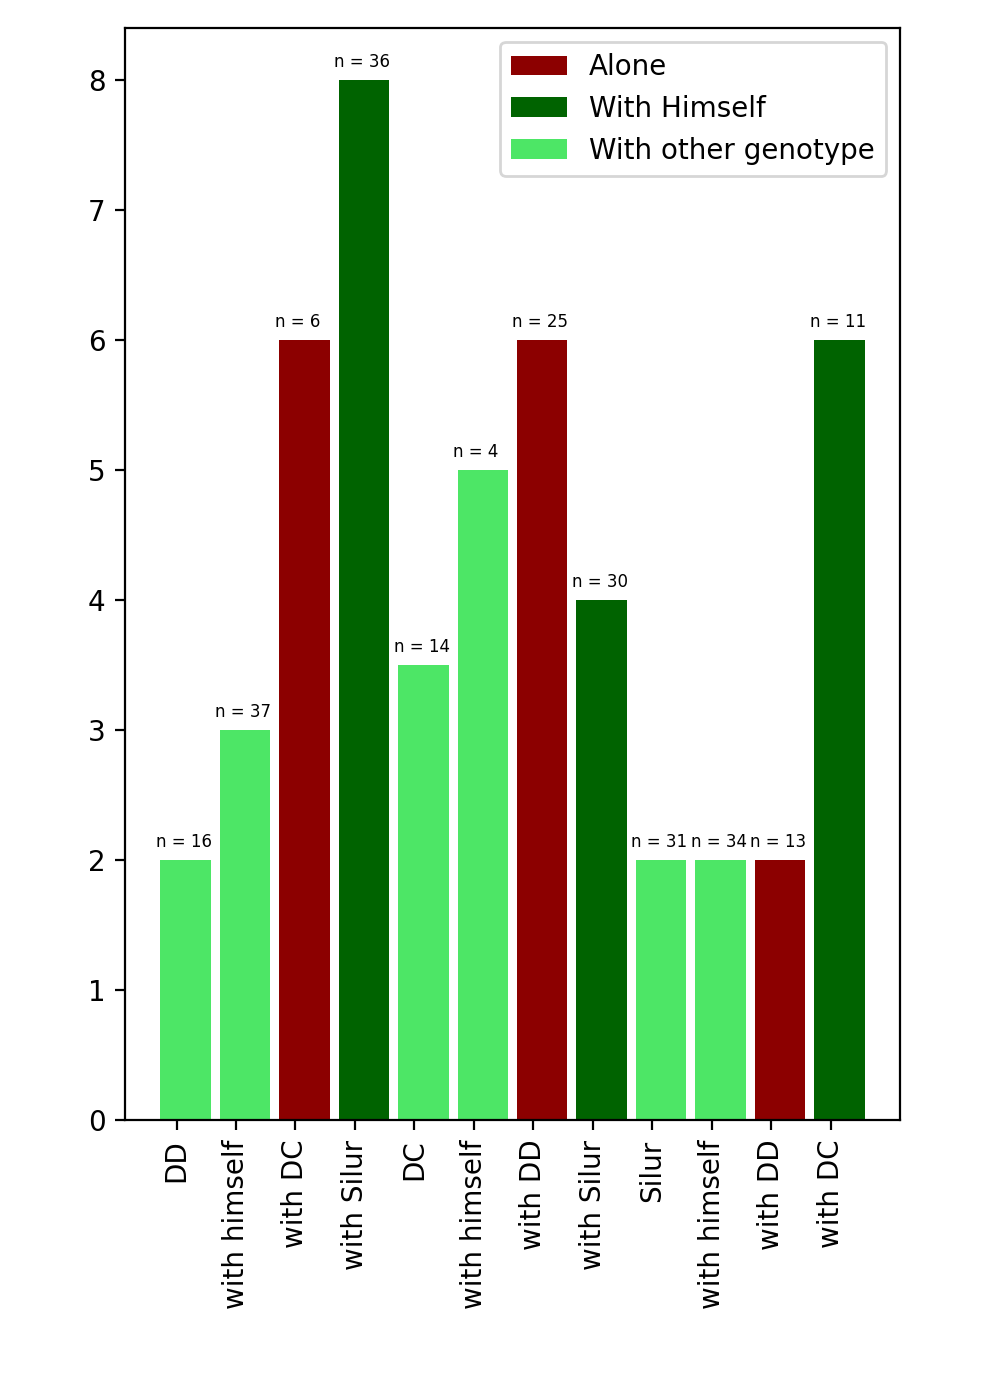 n = 36
Alone
With Himself
With other genotype
n = 6
n = 25
n = 11
n = 4
n = 30
n = 14
n = 37
n = 16
n = 31
n = 34
n = 13
8
7
6
5
4
3
2
1
0
DD
with himself
with DC
with Silur
DC
with himself
with DD
with Silur
Silur
with himself
with DD
with DC